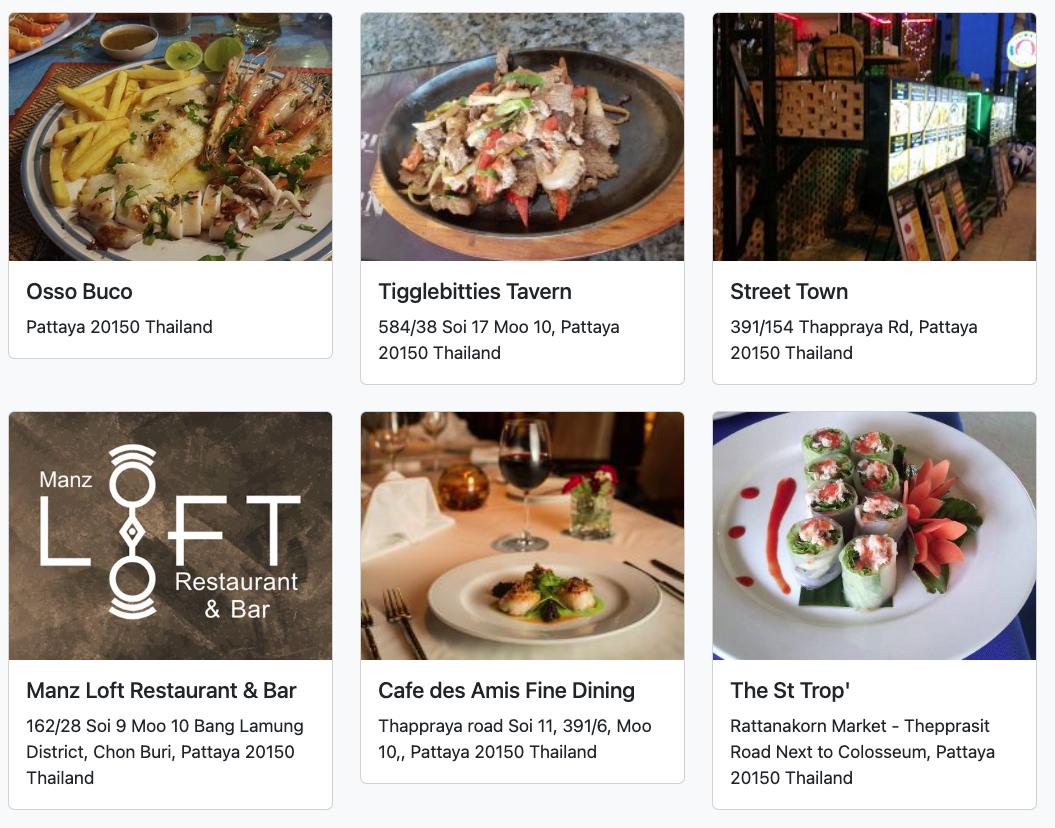 Osso Buco
Pattaya 20150 Thailand
Tigglebitties Tavern
584/38 Soi 17 Moo 10, Pattaya
20150 Thailand
Street Town
391/154 Thappraya Rd, Pattaya
20150 Thailand
Manz
LOFT
Restaurant
& Bar
Manz Loft Restaurant & Bar
162/28 Soi 9 Moo 10 Bang Lamung
District, Chon Buri, Pattaya 20150
Thailand
Cafe des Amis Fine Dining
Thappraya road Soi 11, 391/6, Moo
10,, Pattaya 20150 Thailand
The St Trop'
Rattanakorn Market - Thepprasit
Road Next to Colosseum, Pattaya
20150 Thailand